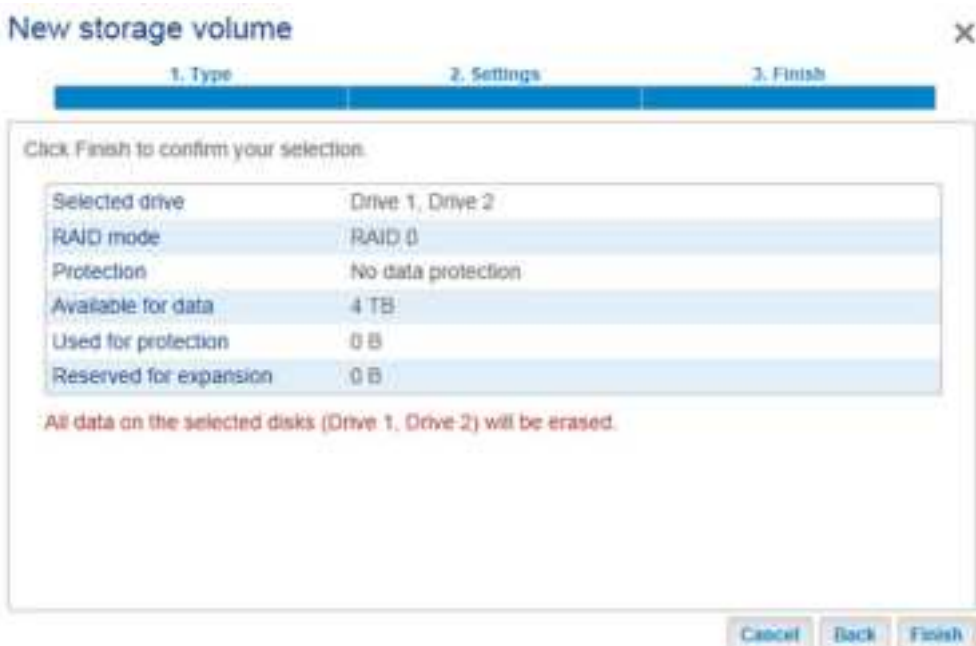 New storage volume
1. Type 2. Settings 3. Finish
Click Finish to confirm your selection.
Selected drive Drive 1, Drive 2
RAID mode RAID 0
Protection No data protection
Available for data 4 TB
Used for protection 0 B
Reserved for expansion 0 B
All data on the selected disks (Drive 1, Drive 2) will be erased.
Cancel Back Finish